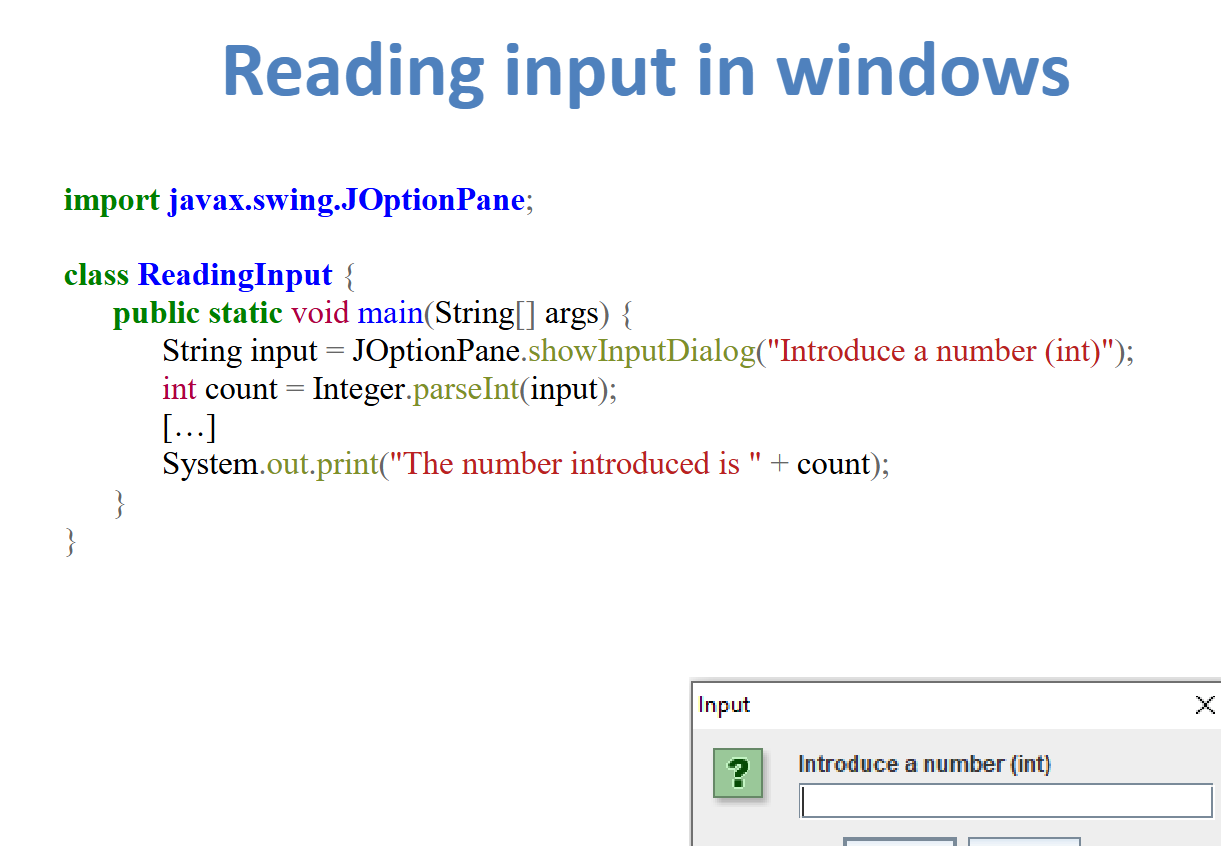 Reading input in windows
import javax.swing.JOptionPane;
class ReadingInput {
public static void main(String[] args) {
String input = JOptionPane.showInputDialog("Introduce a number (int)");
int count = Integer.parseInt(input);
[…]
System.out.print("The number introduced is " + count);
}
}
Input
?
Introduce a number (int)